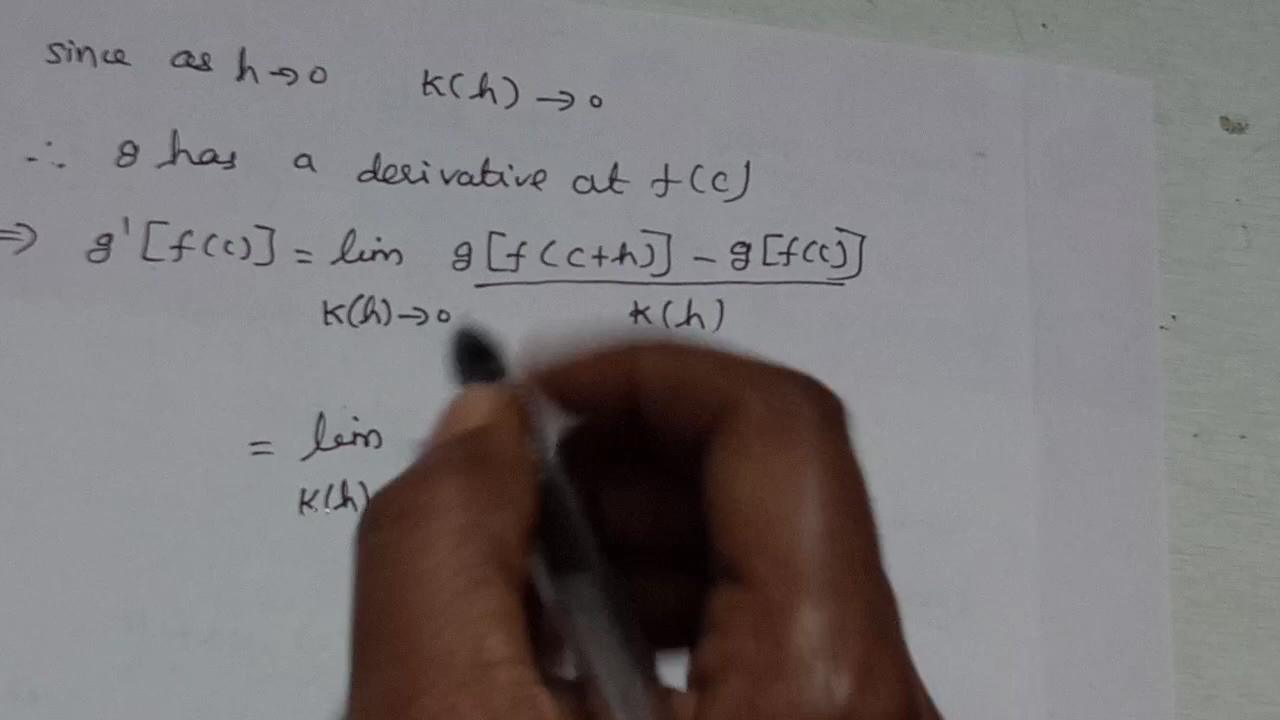 since as h→0 K(h)→0
∴ g has a derivative at f(c)
⇒ g'[f(c)] = lim g[f(c+h)] - g[f(c)]
K(h)→0 K(h)
= lim
K(h)